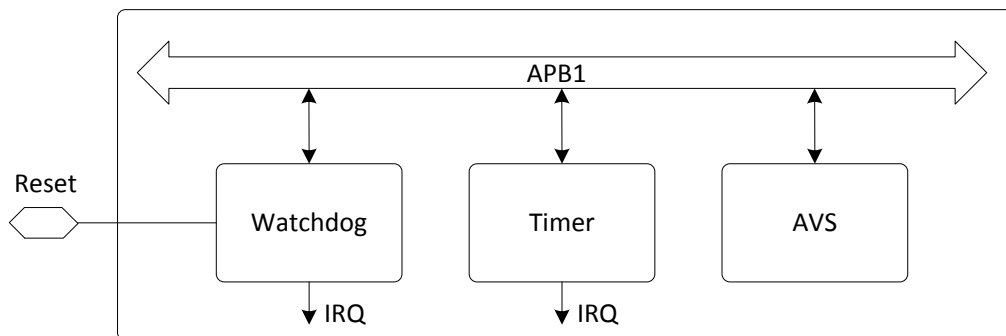 APB1
Reset
Watchdog
Timer
AVS
IRQ
IRQ